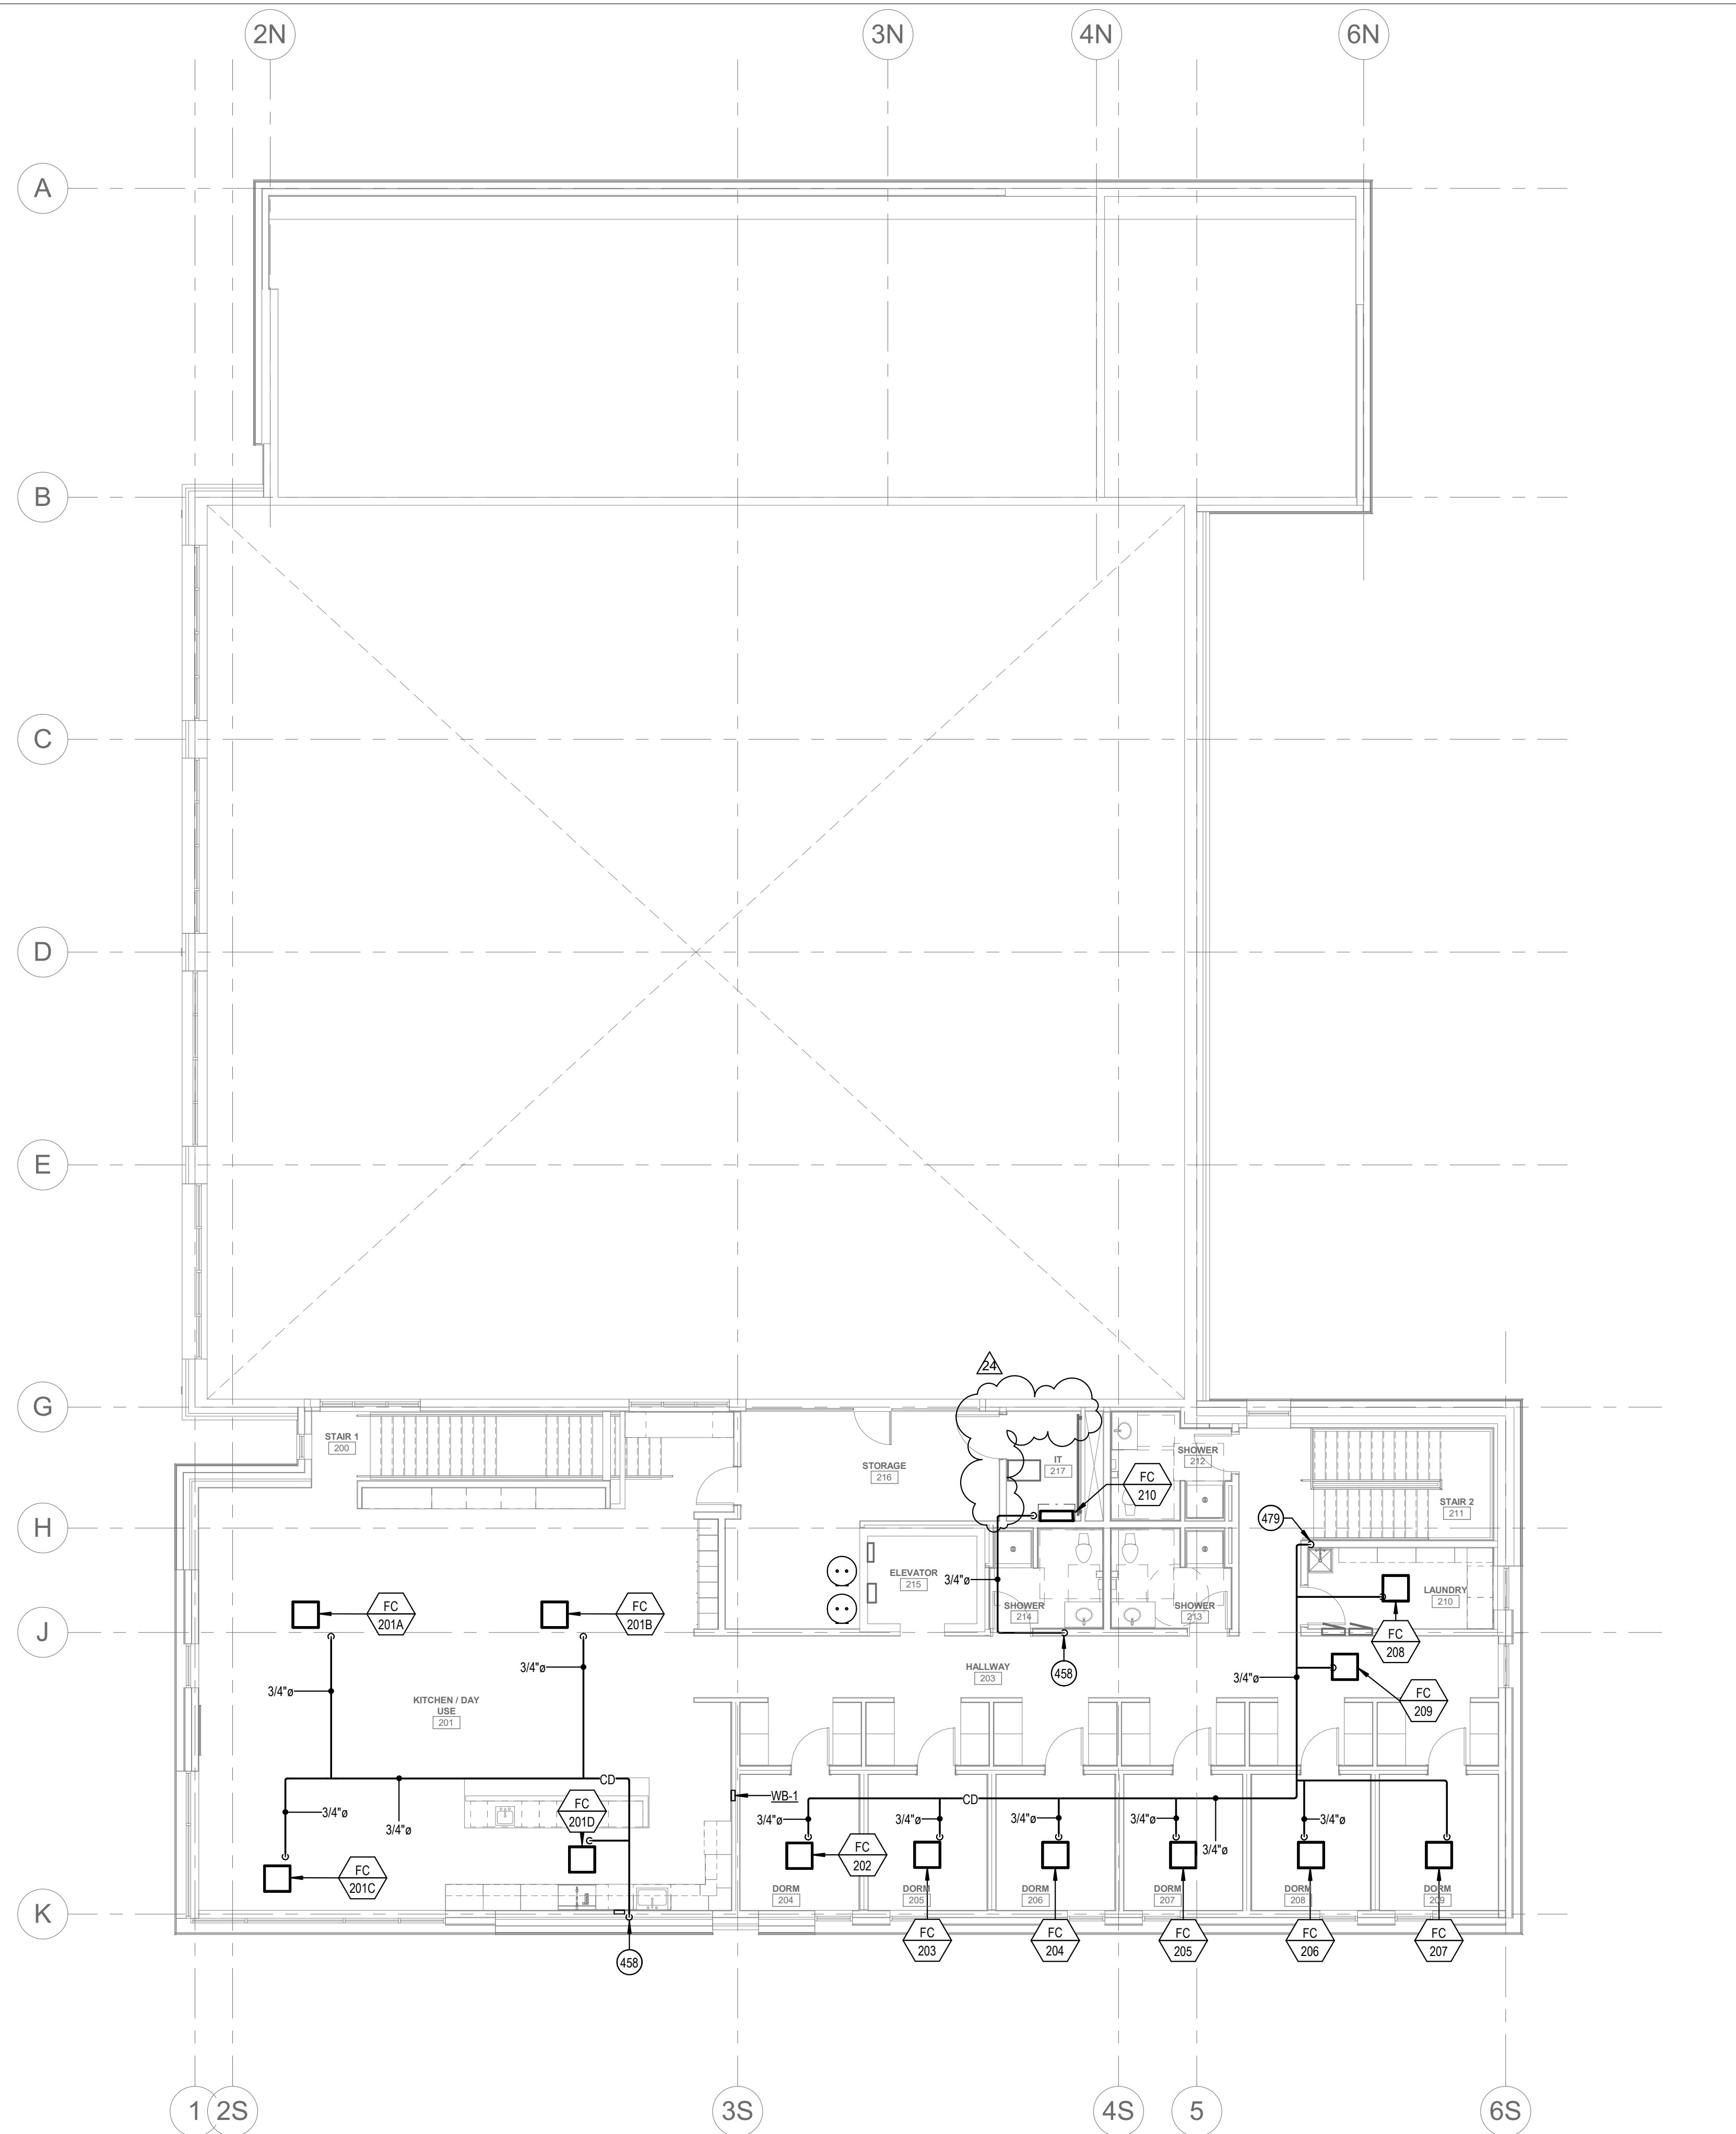 2N
3N
4N
6N
A
B
C
D
E
24
G
STAIR 1
200
STORAGE
216
IT
217
SHOWER
212
FC
210
STAIR 2
211
479
H
ELEVATOR
215
3/4"ø
SHOWER
214
SHOWER
213
LAUNDRY
210
FC
201A
FC
201B
J
FC
208
458
HALLWAY
203
3/4"ø
3/4"ø
3/4"ø
FC
209
KITCHEN / DAY
USE
201
CD
WB-1
CD
FC
201D
3/4"ø
3/4"ø
3/4"ø
3/4"ø
3/4"ø
3/4"ø
3/4"ø
3/4"ø
3/4"ø
FC
201C
FC
202
DORM
204
DORM
205
DORM
206
DORM
207
DORM
208
DORM
209
K
FC
203
FC
204
FC
205
FC
206
FC
207
458
1
2S
3S
4S
5
6S